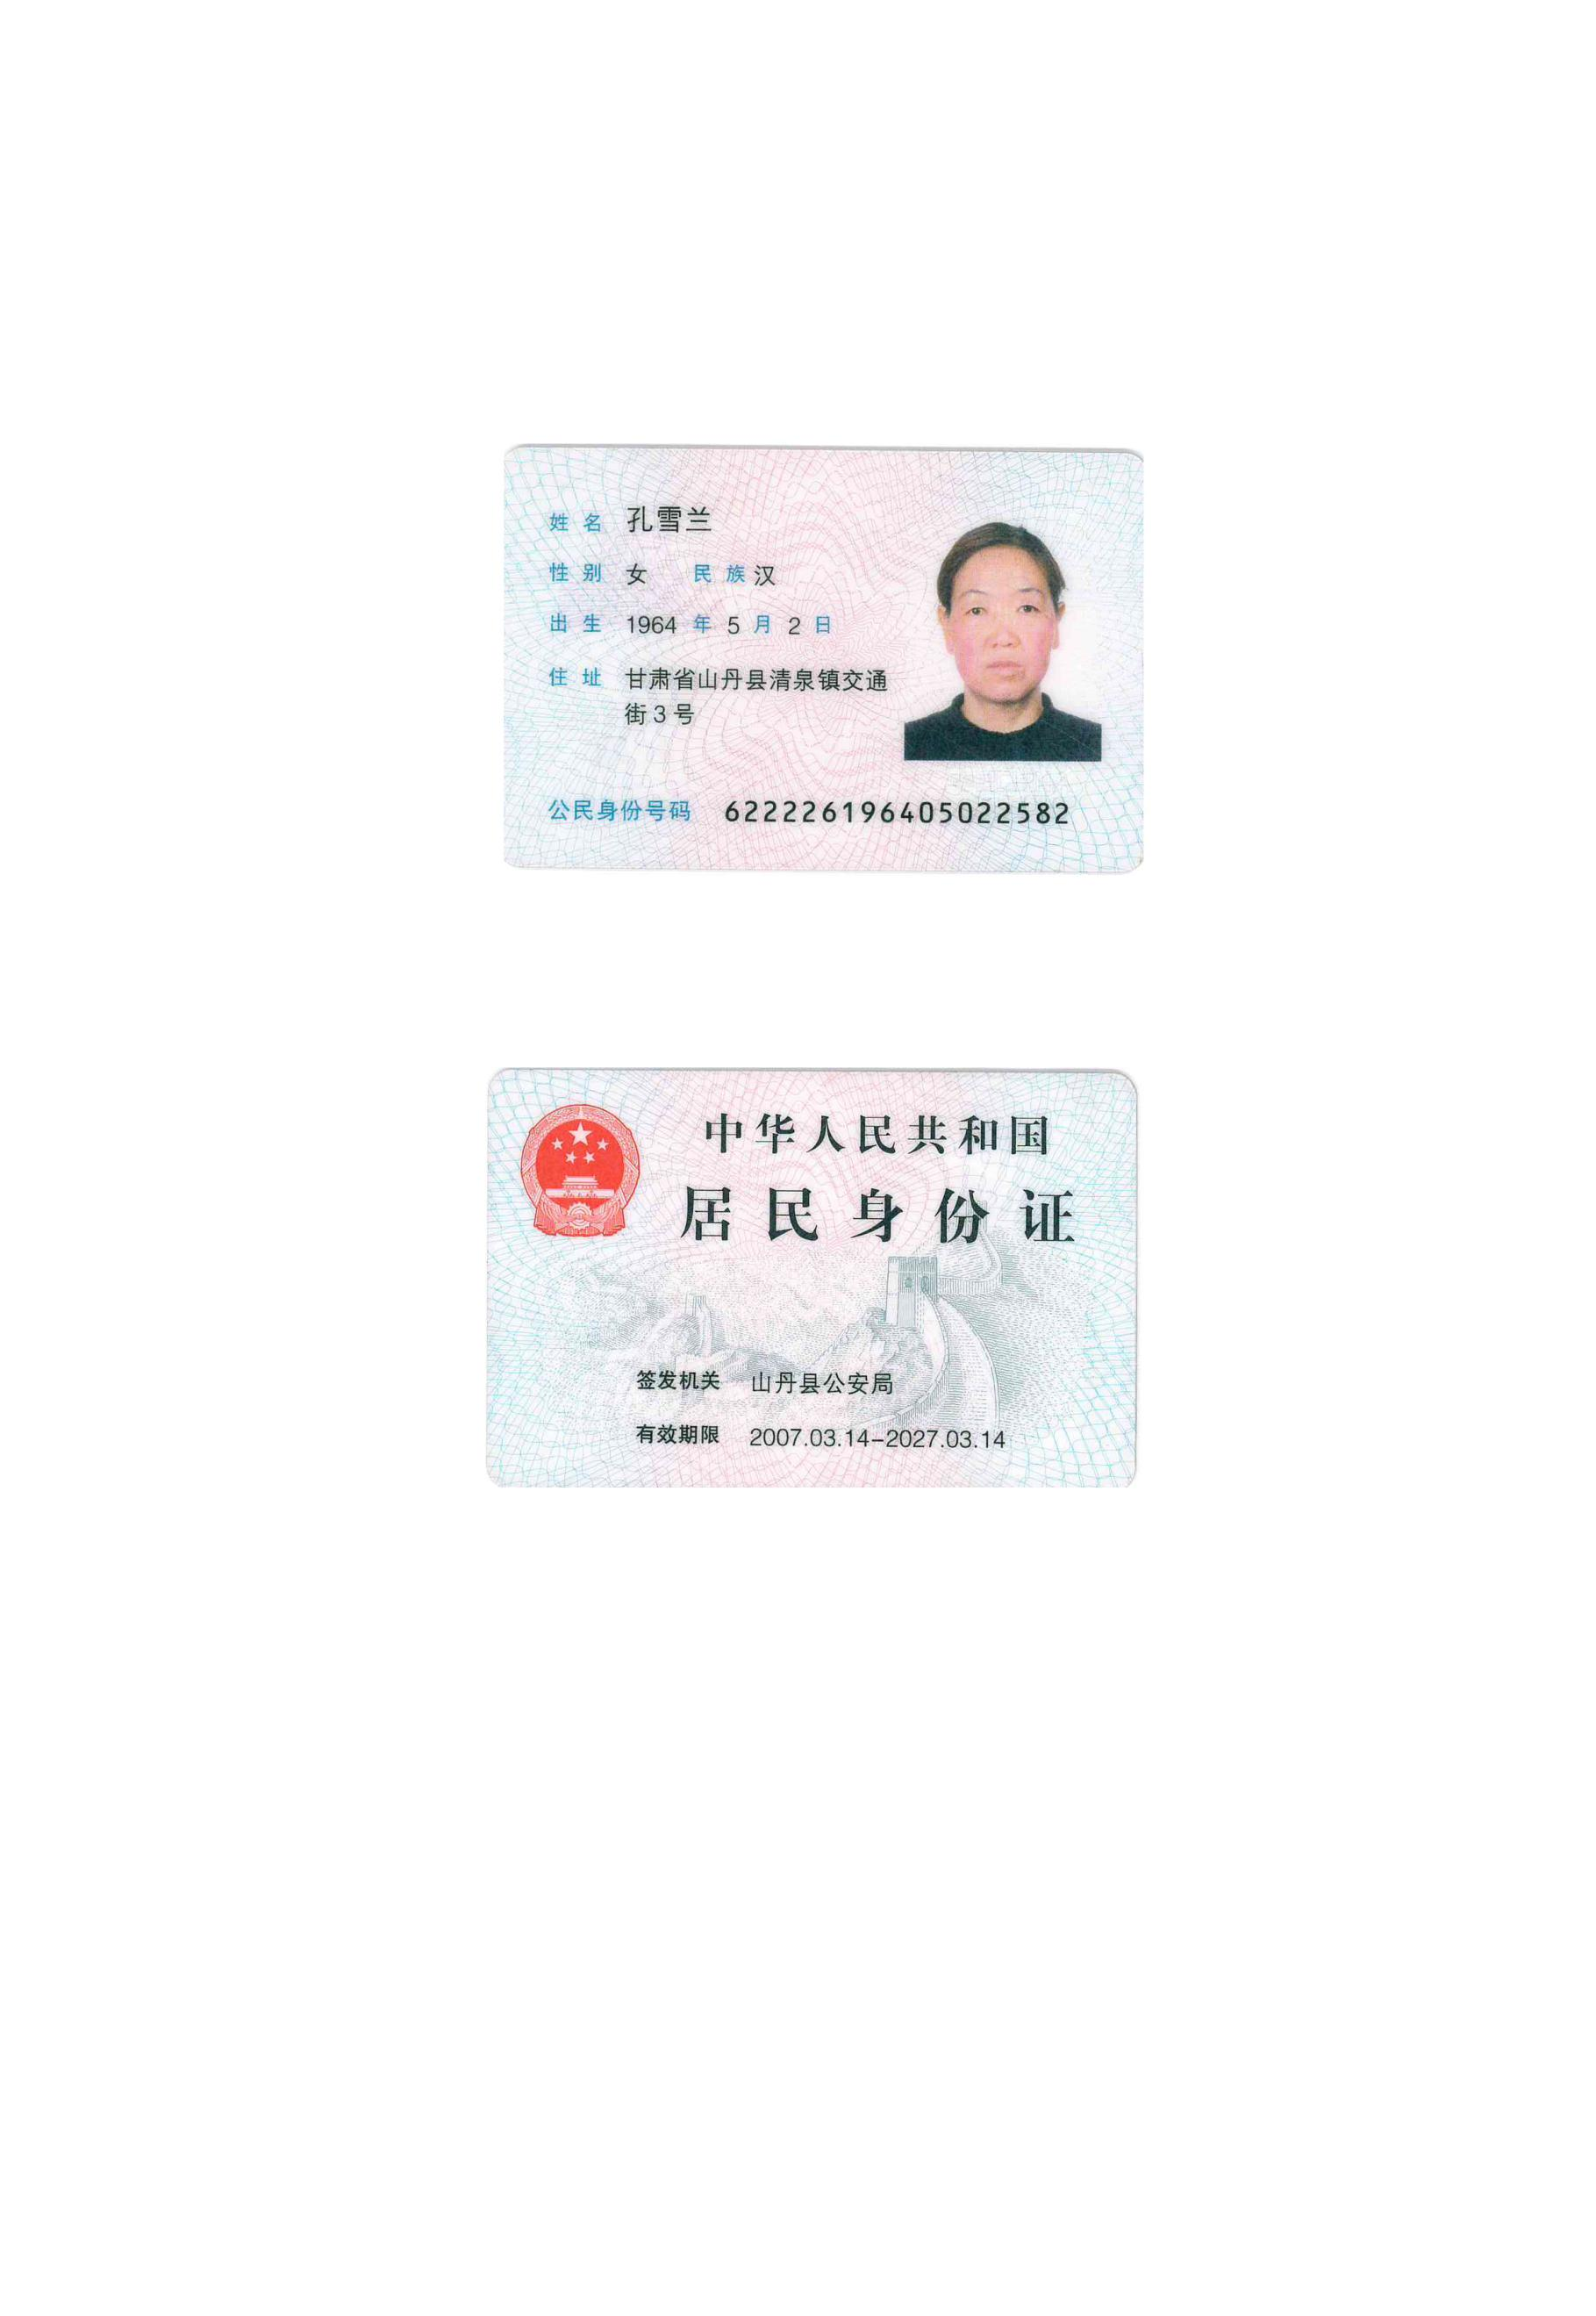 姓名 孔雪兰
性别 女 民族 汉
出生 1964 年 5 月 2 日
住址 甘肃省山丹县清泉镇交通
街3号
公民身份号码 622226196405022582
中华人民共和国
居民身份证
签发机关 山丹县公安局
有效期限 2007.03.14-2027.03.14